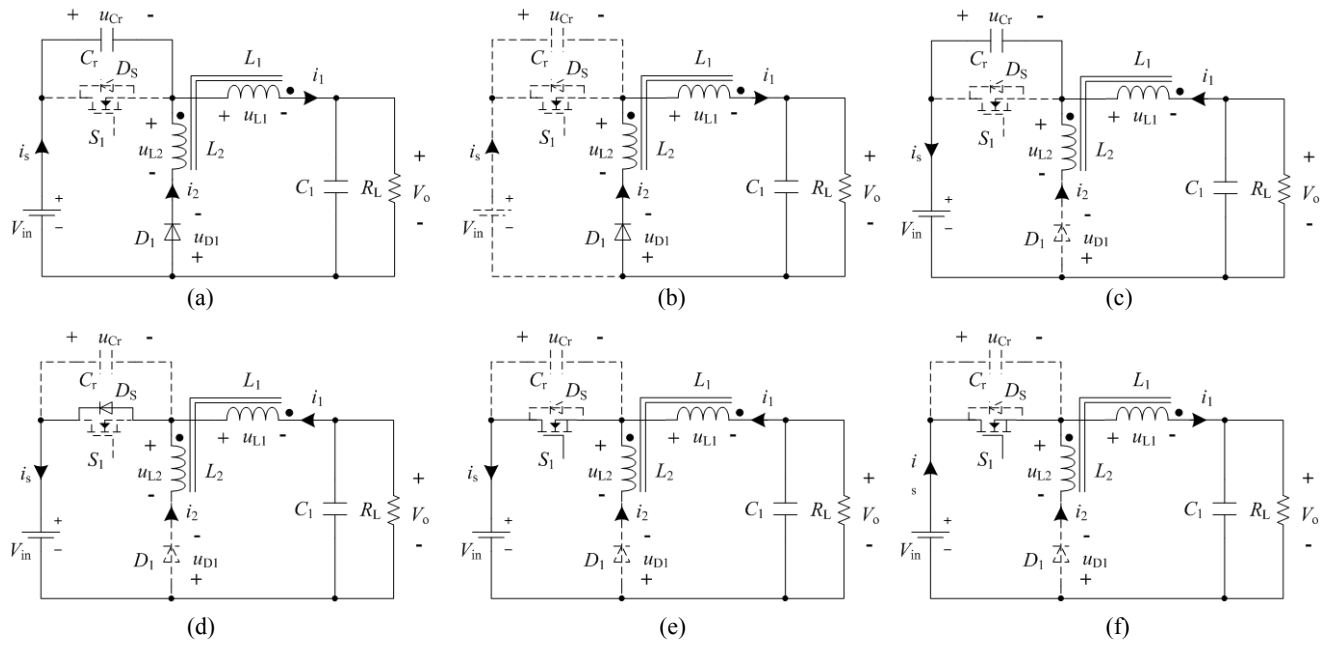 + uCr -
Cr
DS
S1
L1
i1
+ uL1 -
+
uL2
-
L2
is
i2
-
C1
RL
+
Vo
-
Vin
+
–
D1
uD1
+
(a)
+ uCr -
Cr
DS
S1
L1
i1
+ uL1 -
+
uL2
-
L2
is
i2
-
C1
RL
+
Vo
-
Vin
+
–
D1
uD1
+
(b)
+ uCr -
Cr
DS
S1
L1
i1
+ uL1 -
+
uL2
-
L2
is
i2
-
C1
RL
+
Vo
-
Vin
+
–
D1
uD1
+
(c)
+ uCr -
Cr
DS
S1
L1
i1
+ uL1 -
+
uL2
-
L2
is
i2
-
C1
RL
+
Vo
-
Vin
+
–
D1
uD1
+
(d)
+ uCr -
Cr
DS
S1
L1
i1
+ uL1 -
+
uL2
-
L2
is
i2
-
C1
RL
+
Vo
-
Vin
+
–
D1
uD1
+
(e)
+ uCr -
Cr
DS
S1
L1
i1
+ uL1 -
+
uL2
-
L2
i
s
i2
-
C1
RL
+
Vo
-
Vin
+
–
D1
uD1
+
(f)